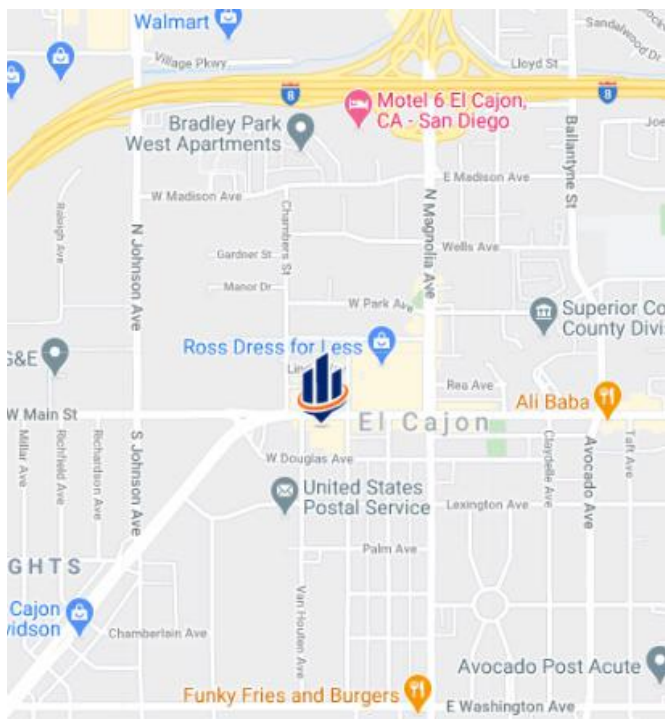 Walmart
Sandalwood Dr
Village Pkwy
Lloyd St
8
8
Motel 6 El Cajon,
CA - San Diego
Bradley Park
West Apartments
Joe
Ballantyne St
W Madison Ave
E Madison Ave
Raleigh Ave
N Johnson Ave
Chambers St
N Magnolia Ave
Wells Ave
Gardner St
Manor Dr
W Park Ave
Superior Co
County Divis
Ross Dress for Less
G&E
Rea Ave
Ali Baba
W Main St
El Cajon
Millar Ave
Richfield Ave
Richardson Ave
S Johnson Ave
W Douglas Ave
Claydelle Ave
Avocado Ave
Taft Ave
United States
Postal Service
Lexington Ave
Palm Ave
GHTS
Van Houten Ave
Cajon
vidson
Chamberlain Ave
Avocado Post Acute
Funky Fries and Burgers
E Washington Ave